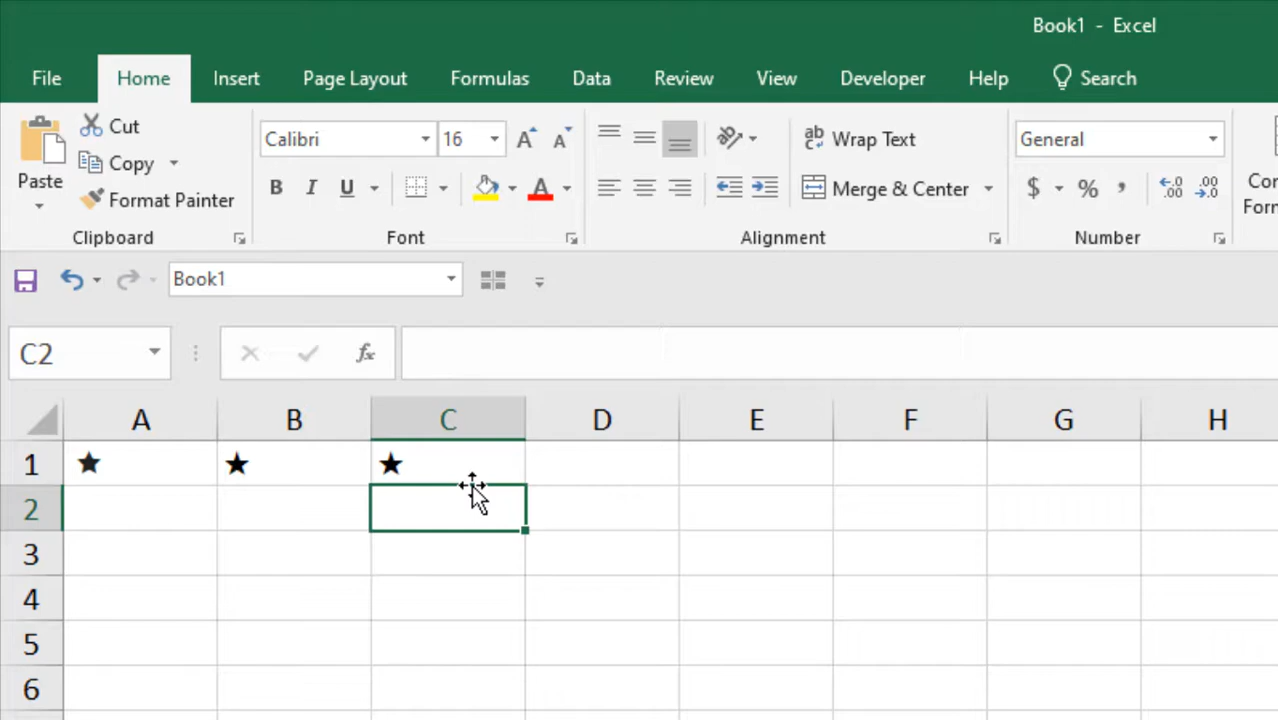 Book1 - Excel
File Home Insert Page Layout Formulas Data Review View Developer Help Search
Cut
Copy
Paste
Format Painter
Clipboard
Calibri 16 A A
B I U A
Font
ab Wrap Text
c
Merge & Center
Alignment
General
$ % , .00 .00
Number
Con
Form
Book1
C2 fx
A B C D E F G H
1 ★ ★ ★
2
3
4
5
6